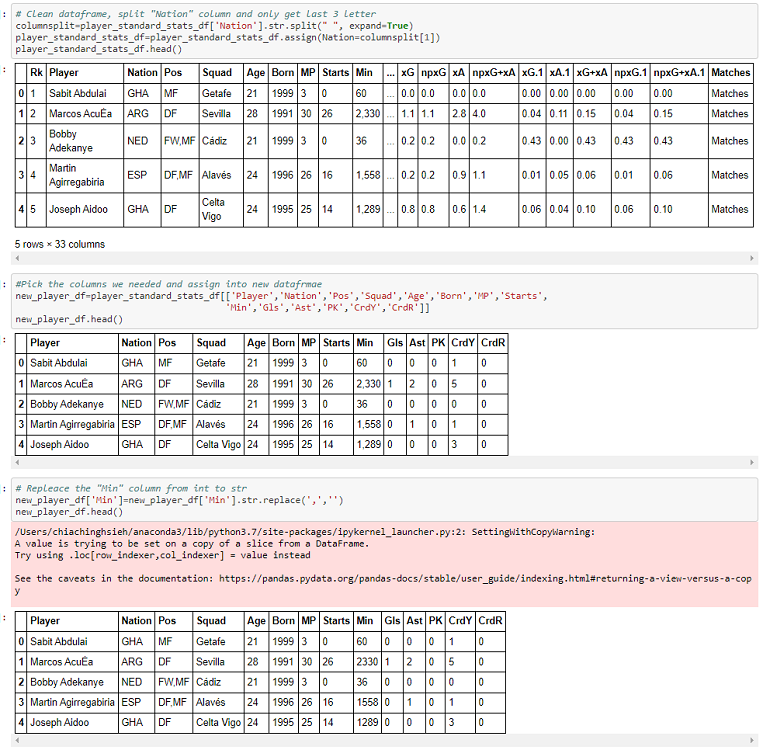 : # Clean dataframe, split "Nation" column and only get last 3 letter
columnsplit=player_standard_stats_df['Nation'].str.split(" ", expand=True)
player_standard_stats_df=player_standard_stats_df.assign(Nation=columnsplit[1])
player_standard_stats_df.head()
: Rk Player Nation Pos Squad Age Born MP Starts Min ... xG npxG xA npxG+xA xG.1 xA.1 xG+xA npxG.1 npxG+xA.1 Matches
0 1 Sabit Abdulai GHA MF Getafe 21 1999 3 0 60 ... 0.0 0.0 0.0 0.0 0.00 0.00 0.00 0.00 0.00 Matches
1 2 Marcos AcuÉa ARG DF Sevilla 28 1991 30 26 2,330 ... 1.1 1.1 2.8 4.0 0.04 0.11 0.15 0.04 0.15 Matches
2 3 Bobby Adekanye NED FW,MF Cádiz 21 1999 3 0 36 ... 0.2 0.2 0.0 0.2 0.43 0.00 0.43 0.43 0.43 Matches
3 4 Martin Agirregabiria ESP DF,MF Alavés 24 1996 26 16 1,558 ... 0.2 0.2 0.9 1.1 0.01 0.05 0.06 0.01 0.06 Matches
4 5 Joseph Aidoo GHA DF Celta Vigo 24 1995 25 14 1,289 ... 0.8 0.8 0.6 1.4 0.06 0.04 0.10 0.06 0.10 Matches
5 rows × 33 columns
: #Pick the columns we needed and assign into new datafrmae
new_player_df=player_standard_stats_df[['Player','Nation','Pos','Squad','Age','Born','MP','Starts',
'Min','Gls','Ast','PK','CrdY','CrdR']]
new_player_df.head()
: Player Nation Pos Squad Age Born MP Starts Min Gls Ast PK CrdY CrdR
0 Sabit Abdulai GHA MF Getafe 21 1999 3 0 60 0 0 0 1 0
1 Marcos AcuÉa ARG DF Sevilla 28 1991 30 26 2,330 1 2 0 5 0
2 Bobby Adekanye NED FW,MF Cádiz 21 1999 3 0 36 0 0 0 0 0
3 Martin Agirregabiria ESP DF,MF Alavés 24 1996 26 16 1,558 0 1 0 1 0
4 Joseph Aidoo GHA DF Celta Vigo 24 1995 25 14 1,289 0 0 0 3 0
: # Repleace the "Min" column from int to str
new_player_df['Min']=new_player_df['Min'].str.replace(',','')
new_player_df.head()
/Users/chiachinghsieh/anaconda3/lib/python3.7/site-packages/ipykernel_launcher.py:2: SettingWithCopyWarning:
A value is trying to be set on a copy of a slice from a DataFrame.
Try using .loc[row_indexer,col_indexer] = value instead
See the caveats in the documentation: https://pandas.pydata.org/pandas-docs/stable/user_guide/indexing.html#returning-a-view-versus-a-cop
y
: Player Nation Pos Squad Age Born MP Starts Min Gls Ast PK CrdY CrdR
0 Sabit Abdulai GHA MF Getafe 21 1999 3 0 60 0 0 0 1 0
1 Marcos AcuÉa ARG DF Sevilla 28 1991 30 26 2330 1 2 0 5 0
2 Bobby Adekanye NED FW,MF Cádiz 21 1999 3 0 36 0 0 0 0 0
3 Martin Agirregabiria ESP DF,MF Alavés 24 1996 26 16 1558 0 1 0 1 0
4 Joseph Aidoo GHA DF Celta Vigo 24 1995 25 14 1289 0 0 0 3 0